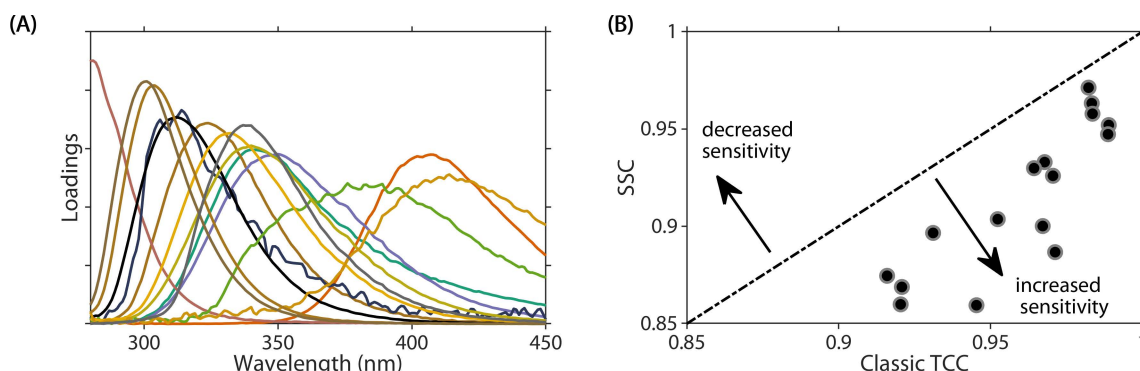 (A)
Loadings
300
350
400
450
Wavelength (nm)
(B)
SSC
1
0.95
0.9
0.85
decreased
sensitivity
increased
sensitivity
0.85
0.9
0.95
Classic TCC